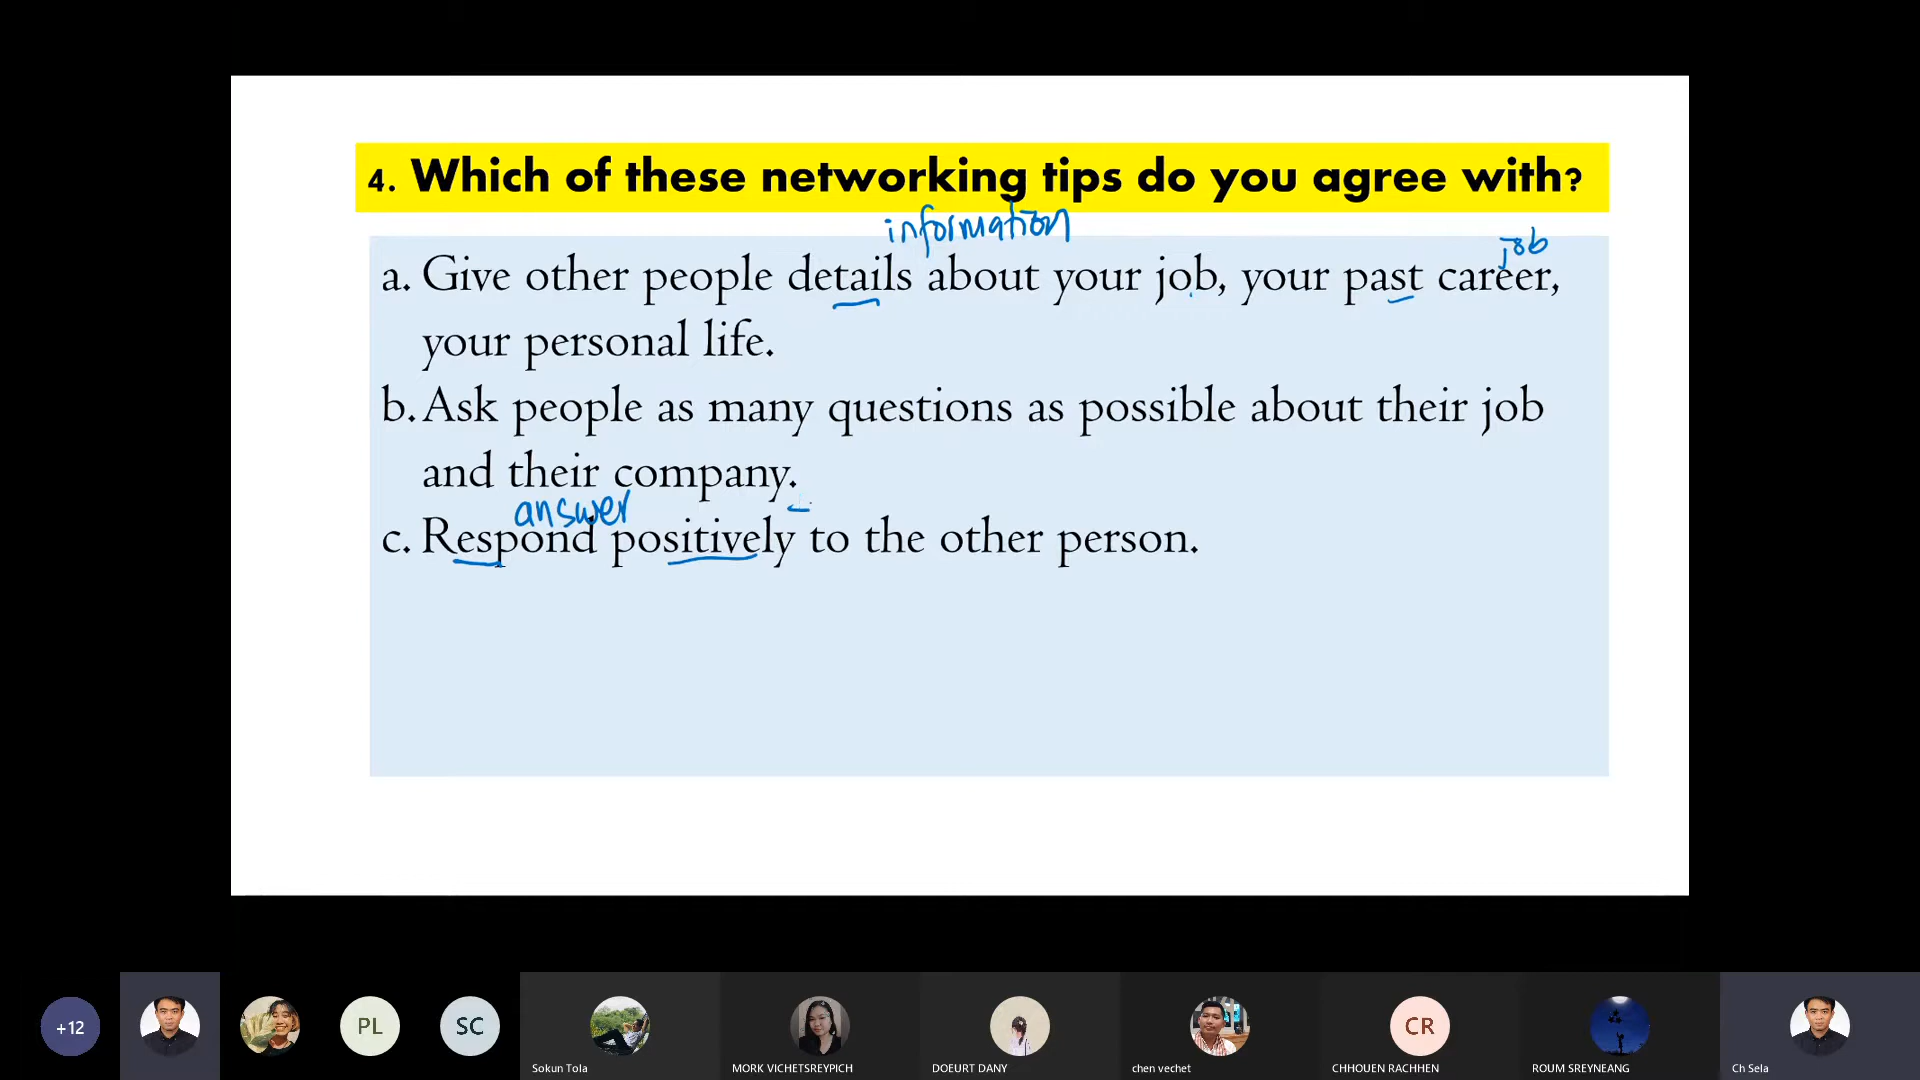 4. Which of these networking tips do you agree with?
information
job
a. Give other people details about your job, your past career,
your personal life.
b. Ask people as many questions as possible about their job
and their company.
answer
c. Respond positively to the other person.
+12
PL
SC
Sokun Tola
MORK VICHETSREYPICH
DOEURT DANY
chen vechet
CR
CHHOUEN RACHHEN
ROUM SREYNEANG
Ch Sela